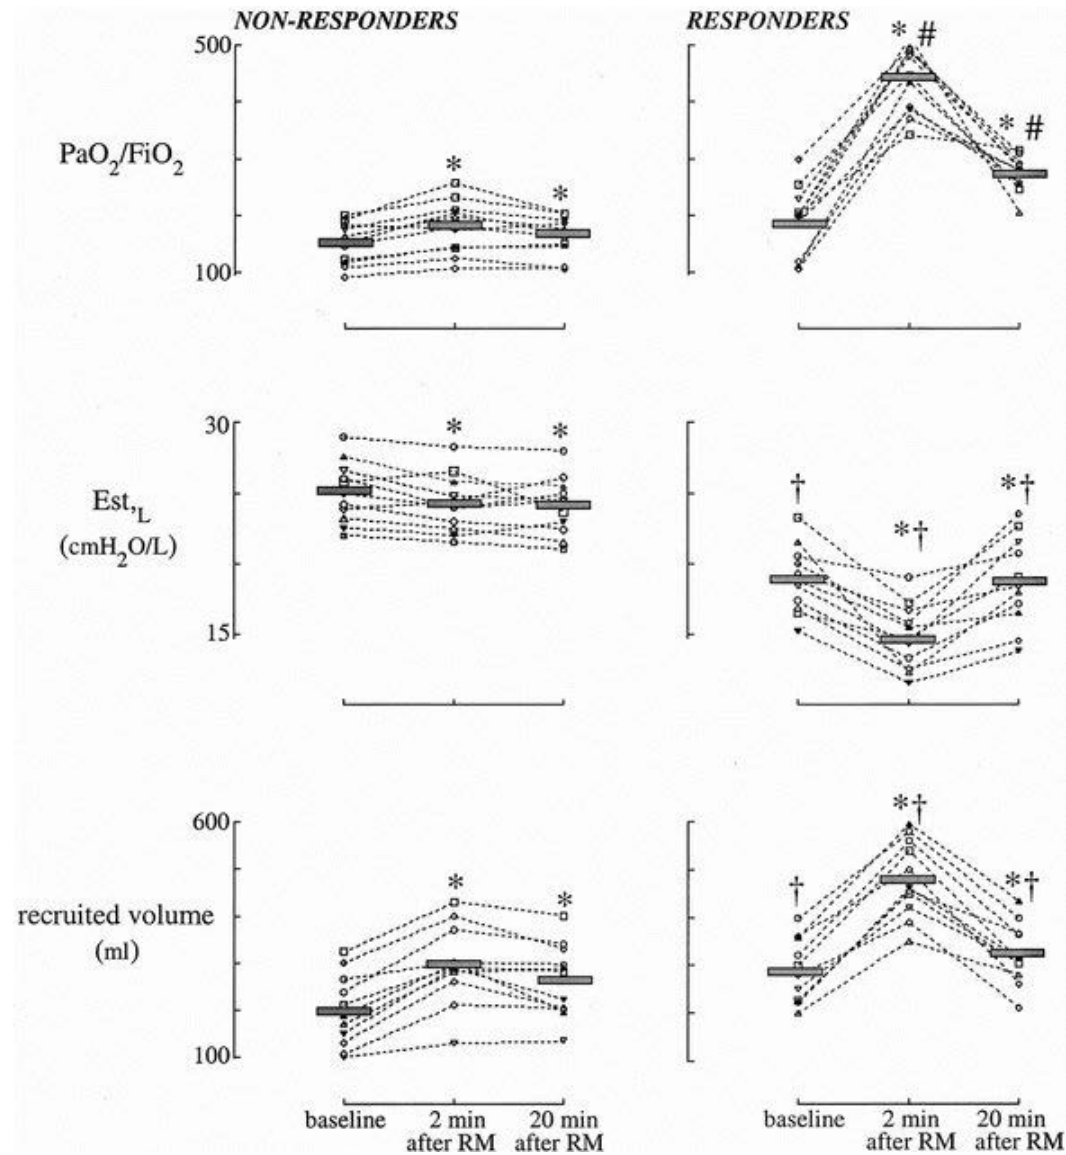 NON-RESPONDERS RESPONDERS
500 * # * #
PaO2/FiO2 * *
100
30 * *
Est,L † *† *†
(cmH2O/L)
15
600 *† 
recruited volume * * † *†
(ml)
100
baseline 2 min 20 min baseline 2 min 20 min
after RM after RM after RM after RM